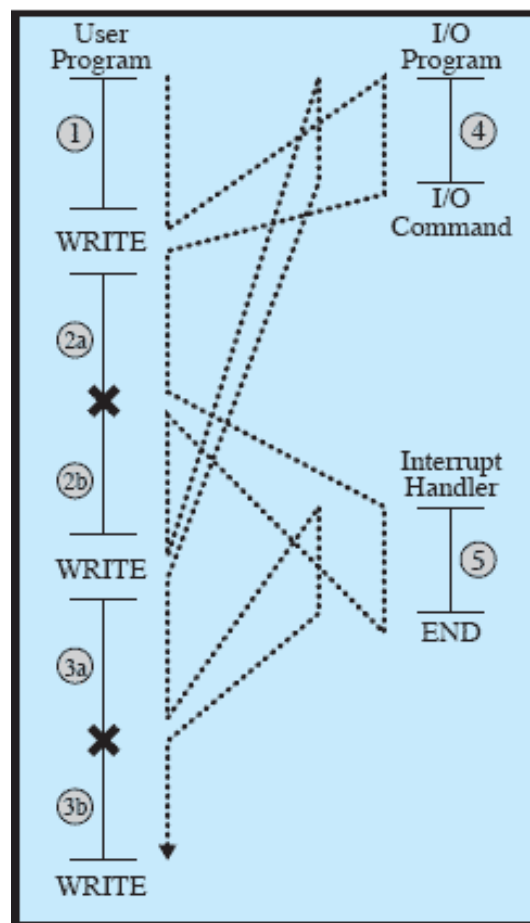 User
Program
1
WRITE
2a
2b
WRITE
3a
3b
WRITE
I/O
Program
4
I/O
Command
Interrupt
Handler
5
END